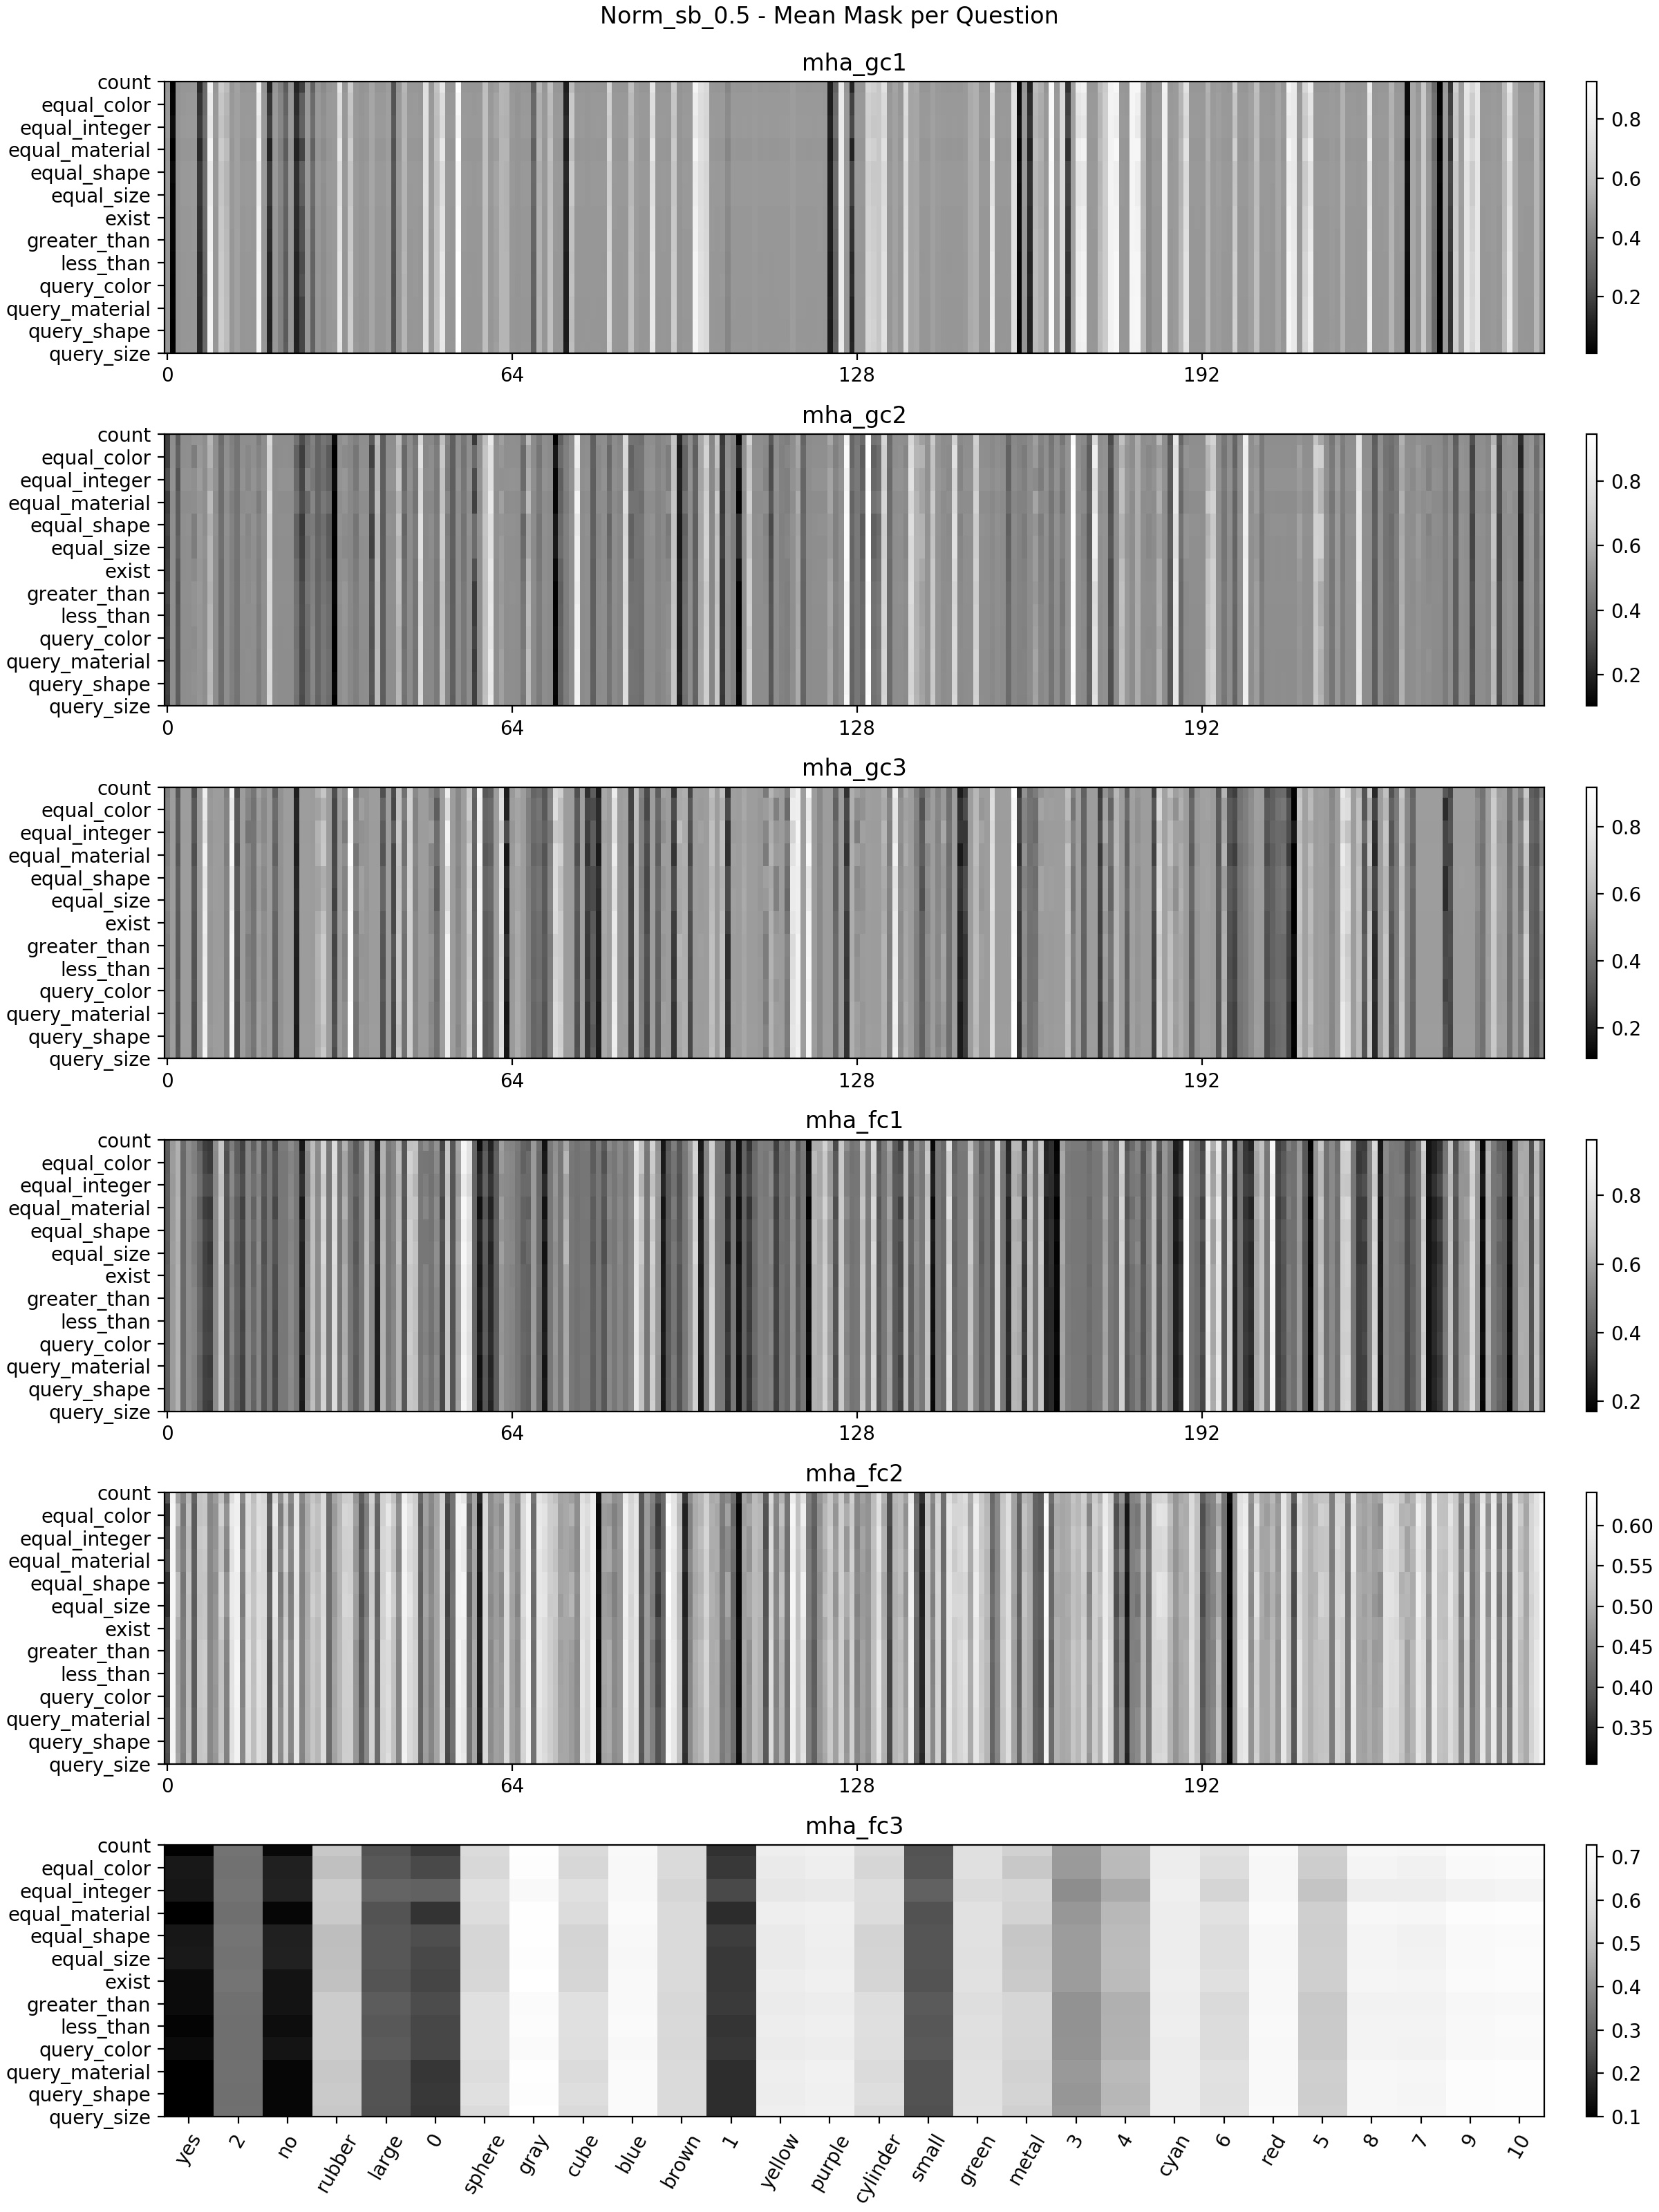 Norm_sb_0.5 - Mean Mask per Question
mha_gc1
count
equal_color
equal_integer
equal_material
equal_shape
equal_size
exist
greater_than
less_than
query_color
query_material
query_shape
query_size
0 64 128 192
0.8
0.6
0.4
0.2
mha_gc2
count
equal_color
equal_integer
equal_material
equal_shape
equal_size
exist
greater_than
less_than
query_color
query_material
query_shape
query_size
0 64 128 192
0.8
0.6
0.4
0.2
mha_gc3
count
equal_color
equal_integer
equal_material
equal_shape
equal_size
exist
greater_than
less_than
query_color
query_material
query_shape
query_size
0 64 128 192
0.8
0.6
0.4
0.2
mha_fc1
count
equal_color
equal_integer
equal_material
equal_shape
equal_size
exist
greater_than
less_than
query_color
query_material
query_shape
query_size
0 64 128 192
0.8
0.6
0.4
0.2
mha_fc2
count
equal_color
equal_integer
equal_material
equal_shape
equal_size
exist
greater_than
less_than
query_color
query_material
query_shape
query_size
0 64 128 192
0.60
0.55
0.50
0.45
0.40
0.35
mha_fc3
count
equal_color
equal_integer
equal_material
equal_shape
equal_size
exist
greater_than
less_than
query_color
query_material
query_shape
query_size
yes 2 no rubber large 0 sphere gray cube blue brown 1 yellow purple cylinder small green metal 3 4 cyan 6 red 5 8 7 9 10
0.7
0.6
0.5
0.4
0.3
0.2
0.1